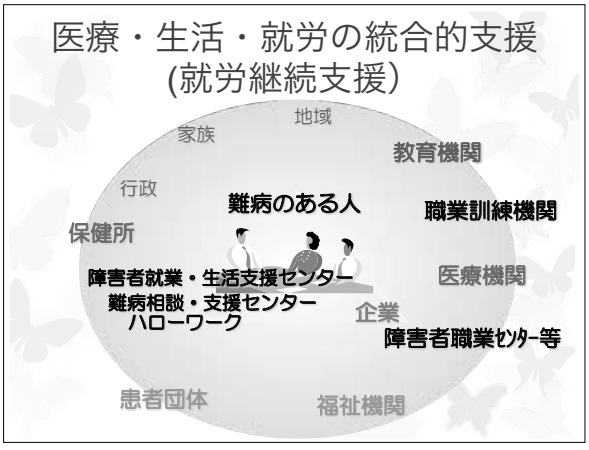 医療・生活・就労の統合的支援
(就労継続支援）
地域
家族
教育機関
行政
難病のある人
職業訓練機関
保健所
障害者就業・生活支援センター
医療機関
難病相談・支援センター
企業
ハローワーク
障害者職業ｾﾝﾀｰ等
患者団体
福祉機関